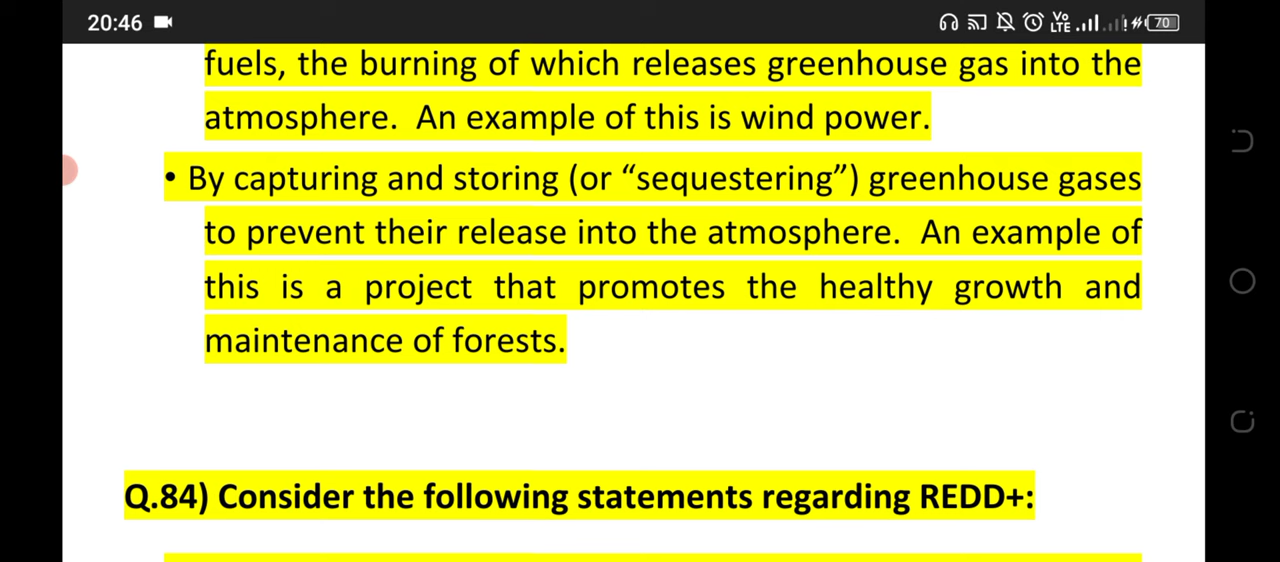 20:46 Vo LTE 70
fuels, the burning of which releases greenhouse gas into the
atmosphere. An example of this is wind power.
• By capturing and storing (or “sequestering”) greenhouse gases
to prevent their release into the atmosphere. An example of
this is a project that promotes the healthy growth and
maintenance of forests.
Q.84) Consider the following statements regarding REDD+: